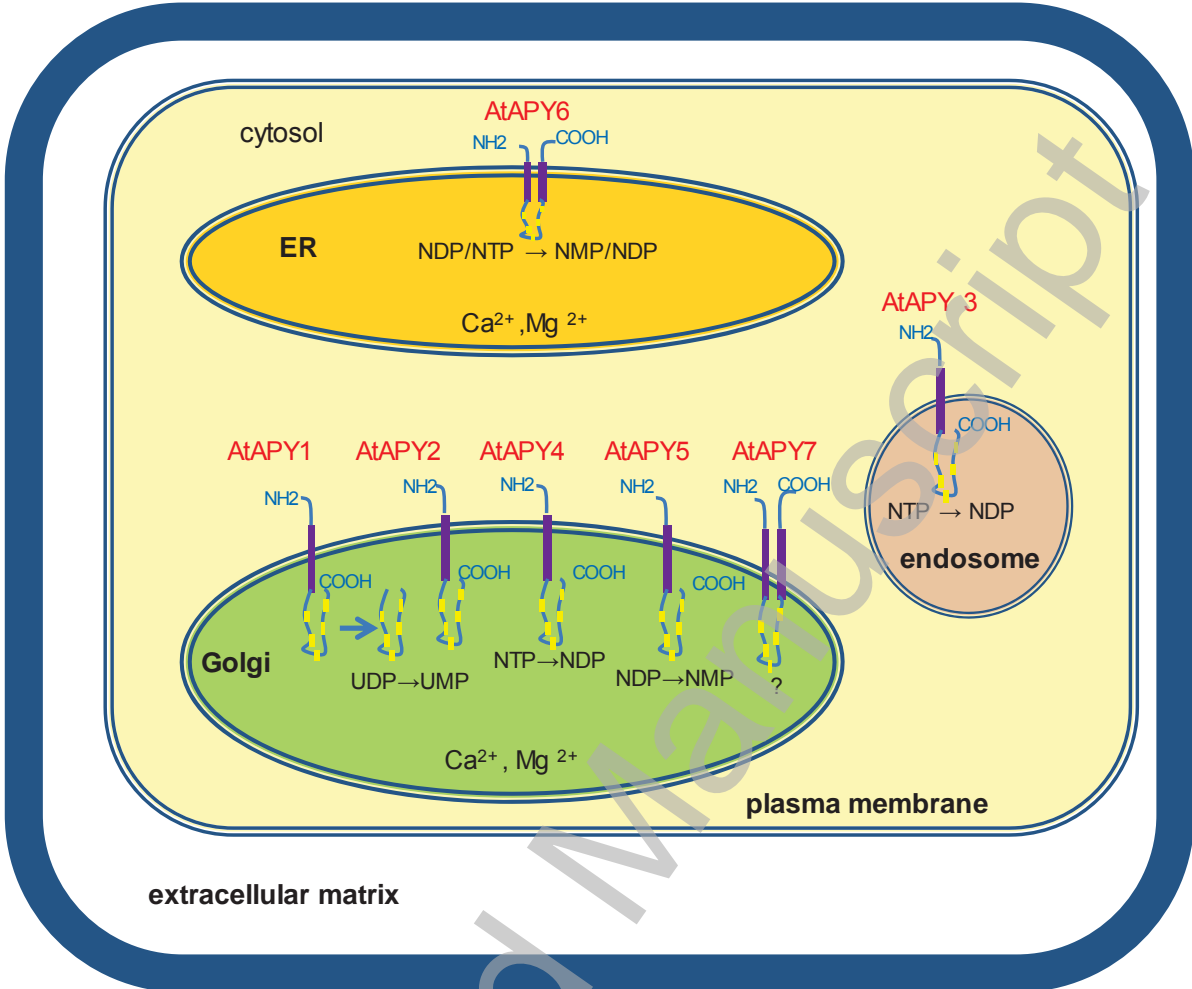 AtAPY6
cytosol
NH2
COOH
ER
NDP/NTP → NMP/NDP
Ca²⁺ ,Mg ²⁺
AtAPY 3
NH2
COOH
NTP → NDP
endosome
AtAPY1 AtAPY2 AtAPY4 AtAPY5 AtAPY7
NH2 NH2 NH2 NH2 NH2 COOH
COOH COOH COOH COOH
Golgi
UDP→UMP
NTP→NDP
NDP→NMP
?
Ca²⁺ , Mg ²⁺
plasma membrane
extracellular matrix
d Manuscript